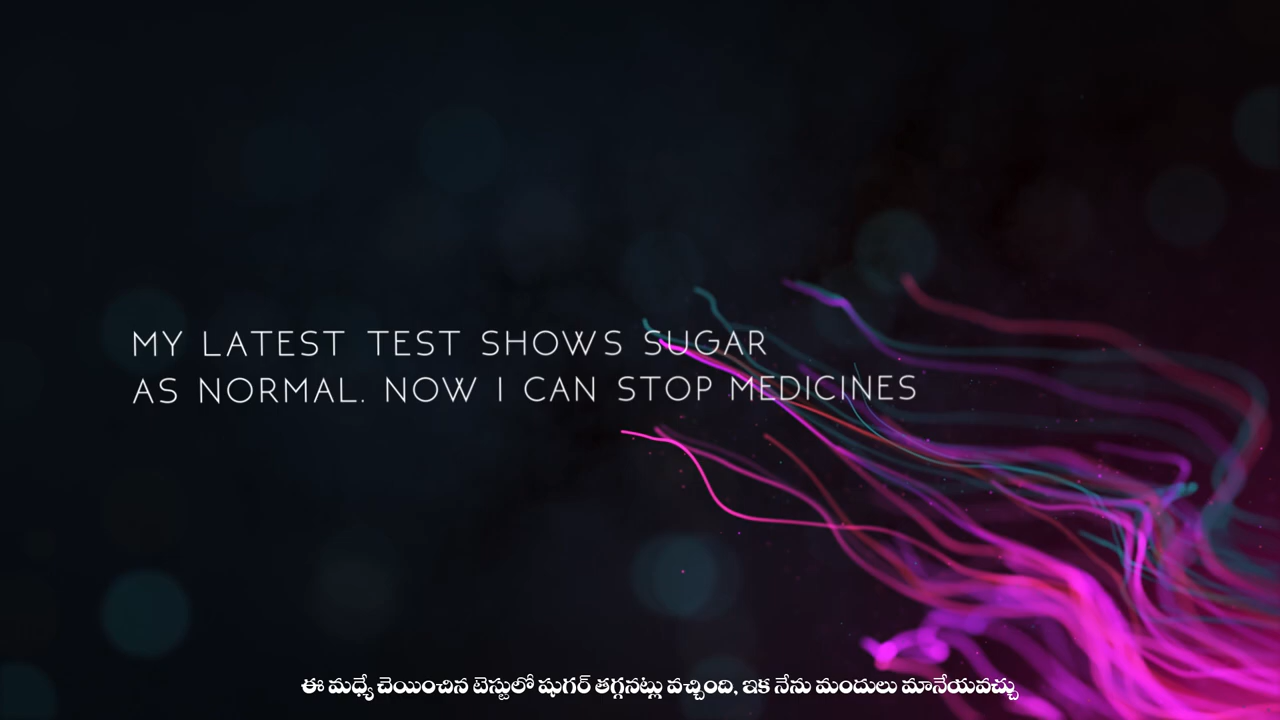 MY LATEST TEST SHOWS SUGAR
AS NORMAL. NOW I CAN STOP MEDICINES
ఈ మధ్యే చెయించిన టెస్టులో షుగర్ తగ్గినట్లు వచ్చింది, ఇక నేను మందులు మానేయవచ్చు